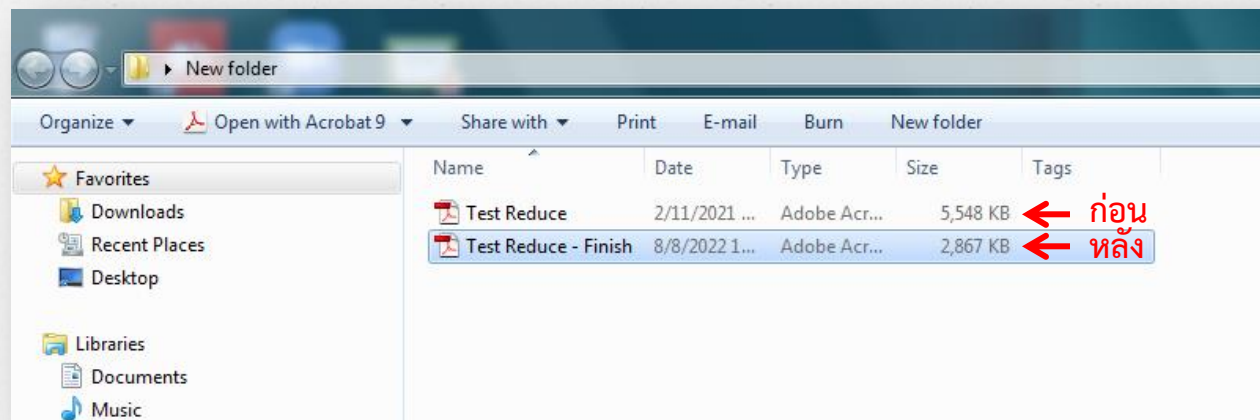 New folder
Organize Open with Acrobat 9 Share with Print E-mail Burn New folder
Favorites
Downloads
Recent Places
Desktop
Libraries
Documents
Music
Name Date Type Size Tags
Test Reduce 2/11/2021 ... Adobe Acr... 5,548 KB ก่อน
Test Reduce - Finish 8/8/2022 1... Adobe Acr... 2,867 KB หลัง